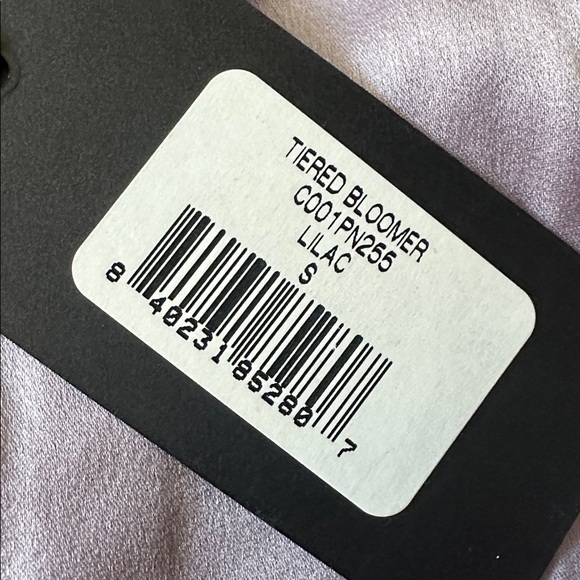 TIERED BLOOMER
C001PN255
LILAC
S
8 40231 85280 7